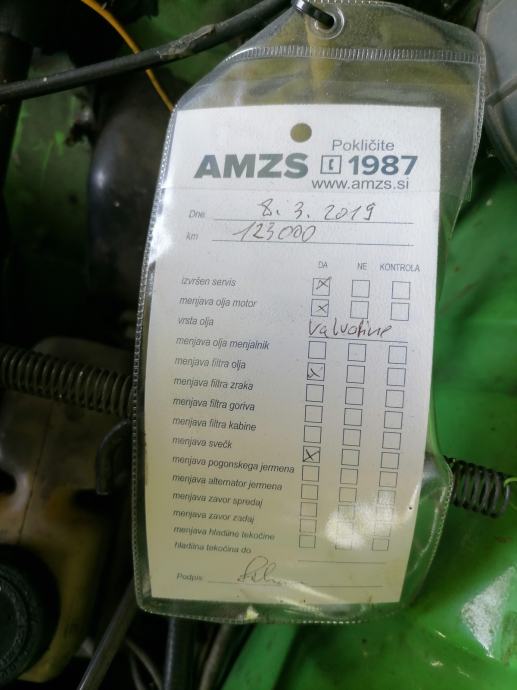 Pokličite
AMZS 1987
www.amzs.si
Dne 8. 3. 2019
km 123000
DA NE KONTROLA
izvršen servis
menjava olja motor
vrsta olja valvoline
menjava olja menjalnik
menjava filtra olja
menjava filtra zraka
menjava filtra goriva
menjava filtra kabine
menjava svečk
menjava pogonskega jermena
menjava alternator jermena
menjava zavor spredaj
menjava zavor zadaj
menjava hladilne tekočine
hladilna tekočina do
Podpis: